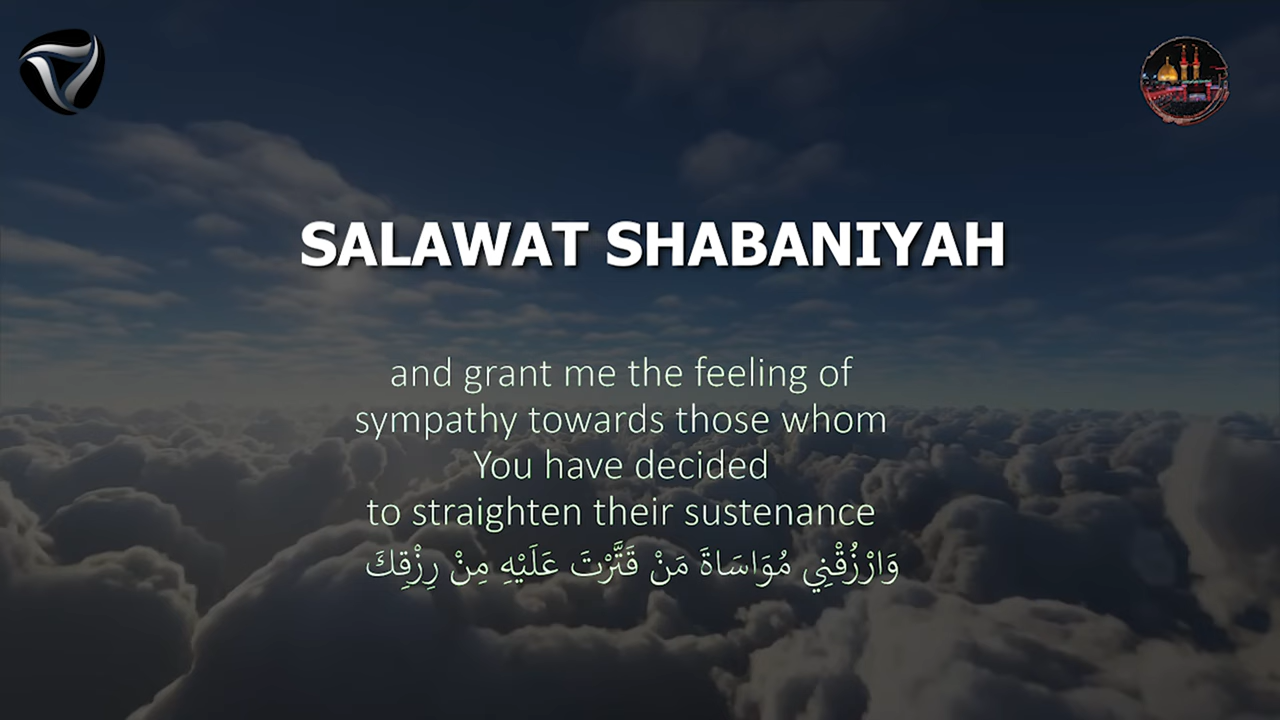 SALAWAT SHABANIYAH
and grant me the feeling of
sympathy towards those whom
You have decided
to straighten their sustenance
وَارْزُقْنِي مُوَاسَاةَ مَنْ قَتَّرْتَ عَلَيْهِ مِنْ رِزْقِكَ